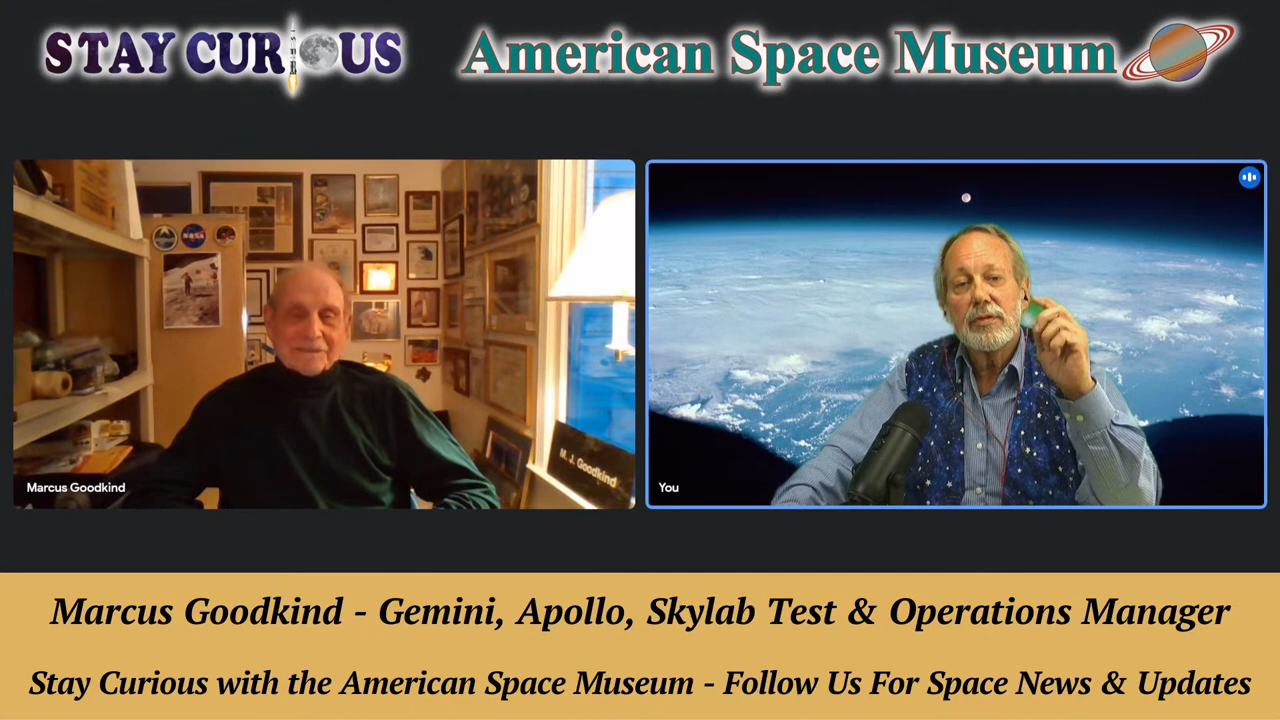 STAY CURIOUS
American Space Museum
NASA
M. J. Goodkind
Marcus Goodkind
You
Marcus Goodkind - Gemini, Apollo, Skylab Test & Operations Manager
Stay Curious with the American Space Museum - Follow Us For Space News & Updates